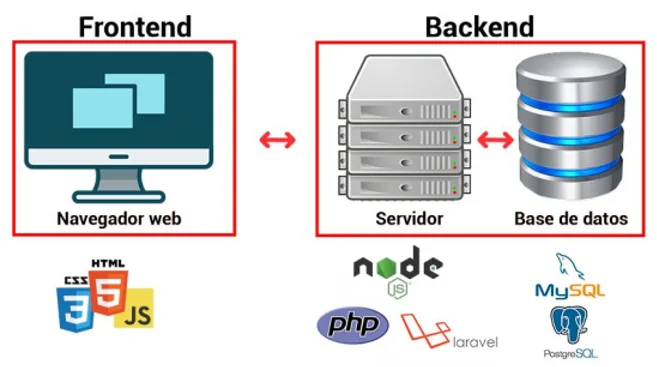 Frontend
Backend
Navegador web
Servidor
Base de datos
HTML
CSS
3
5
JS
node
JS
php
laravel
MySQL
PostgreSQL